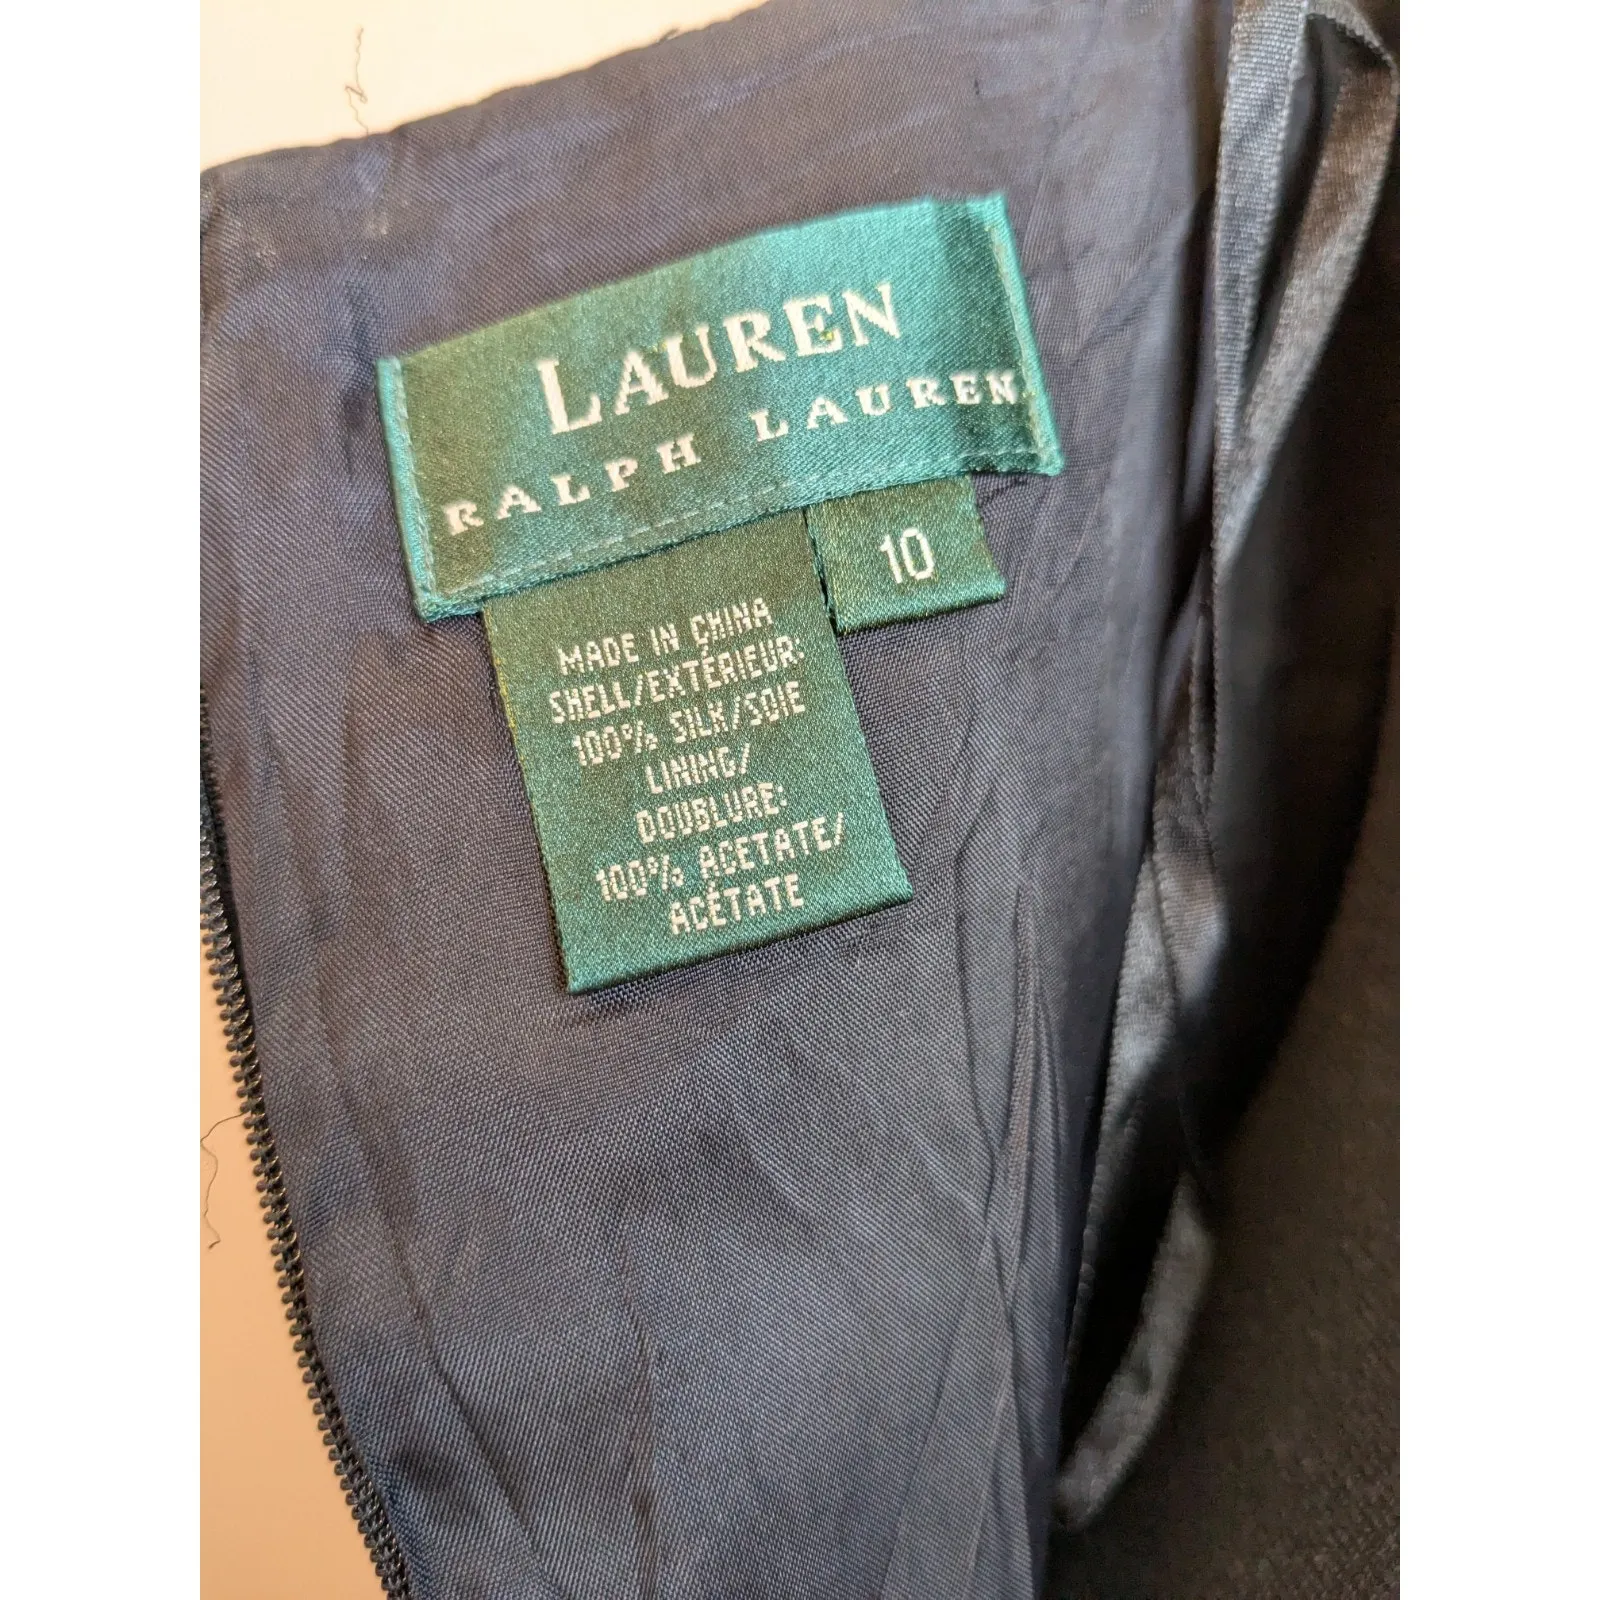 LAUREN
RALPH LAUREN
10
MADE IN CHINA
SHELL/EXTÉRIEUR:
100% SILK/SOIE
LINING/
DOUBLURE:
100% ACETATE/
ACÉTATE